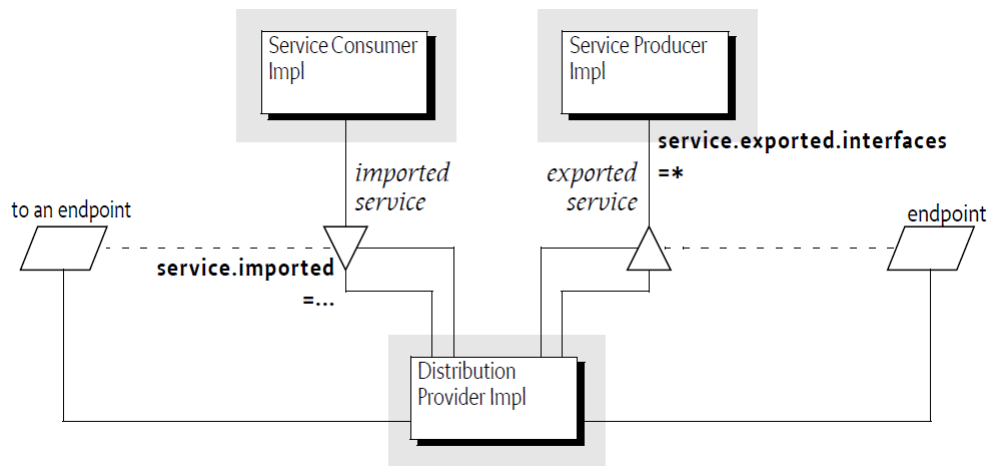 Service Consumer
Impl
Service Producer
Impl
service.exported.interfaces
=*
imported
service
exported
service
to an endpoint
endpoint
service.imported
=...
Distribution
Provider Impl